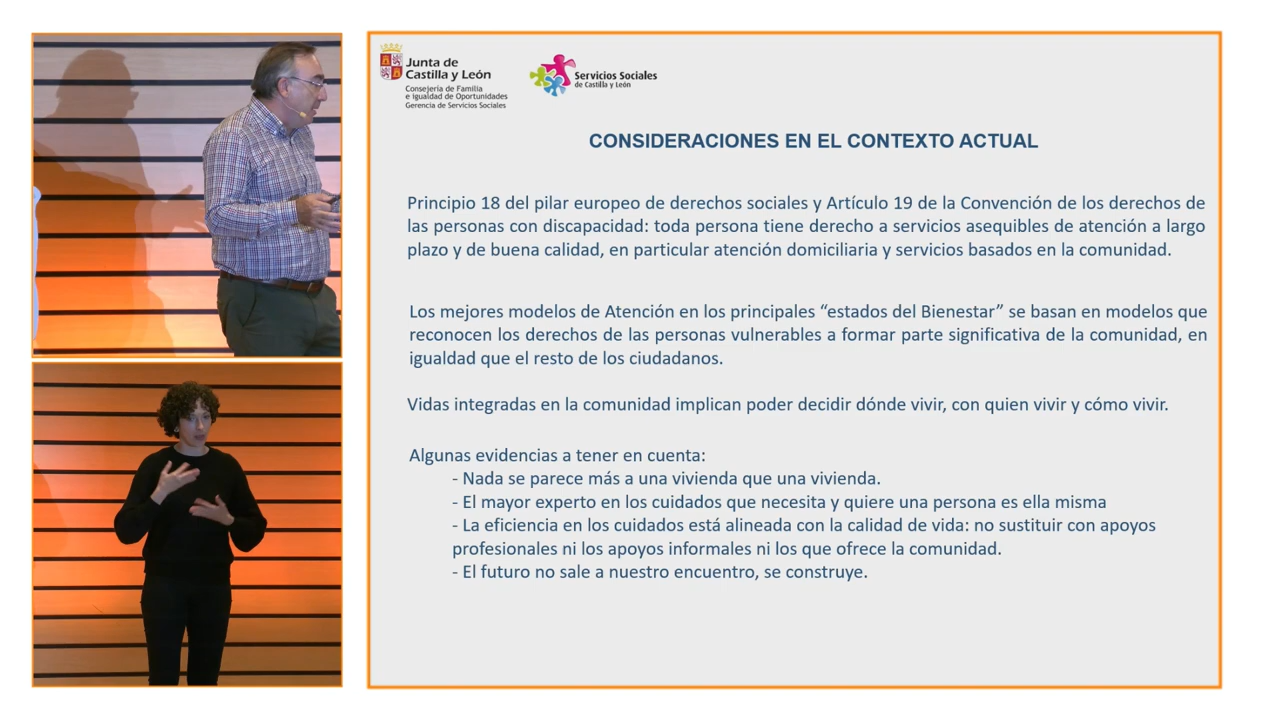 Junta de
Castilla y León
Consejería de Familia
e Igualdad de Oportunidades
Gerencia de Servicios Sociales
Servicios Sociales
de Castilla y León
CONSIDERACIONES EN EL CONTEXTO ACTUAL
Principio 18 del pilar europeo de derechos sociales y Artículo 19 de la Convención de los derechos de
las personas con discapacidad: toda persona tiene derecho a servicios asequibles de atención a largo
plazo y de buena calidad, en particular atención domiciliaria y servicios basados en la comunidad.
Los mejores modelos de Atención en los principales “estados del Bienestar” se basan en modelos que
reconocen los derechos de las personas vulnerables a formar parte significativa de la comunidad, en
igualdad que el resto de los ciudadanos.
Vidas integradas en la comunidad implican poder decidir dónde vivir, con quien vivir y cómo vivir.
Algunas evidencias a tener en cuenta:
- Nada se parece más a una vivienda que una vivienda.
- El mayor experto en los cuidados que necesita y quiere una persona es ella misma
- La eficiencia en los cuidados está alineada con la calidad de vida: no sustituir con apoyos
profesionales ni los apoyos informales ni los que ofrece la comunidad.
- El futuro no sale a nuestro encuentro, se construye.